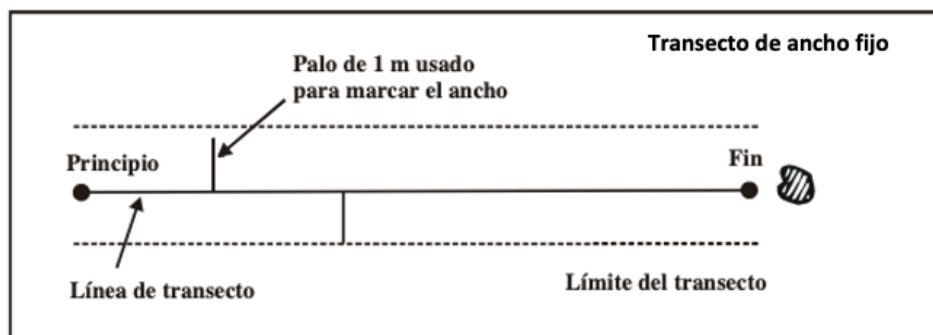 Transecto de ancho fijo
Palo de 1 m usado
para marcar el ancho
Principio
Fin
Línea de transecto
Límite del transecto